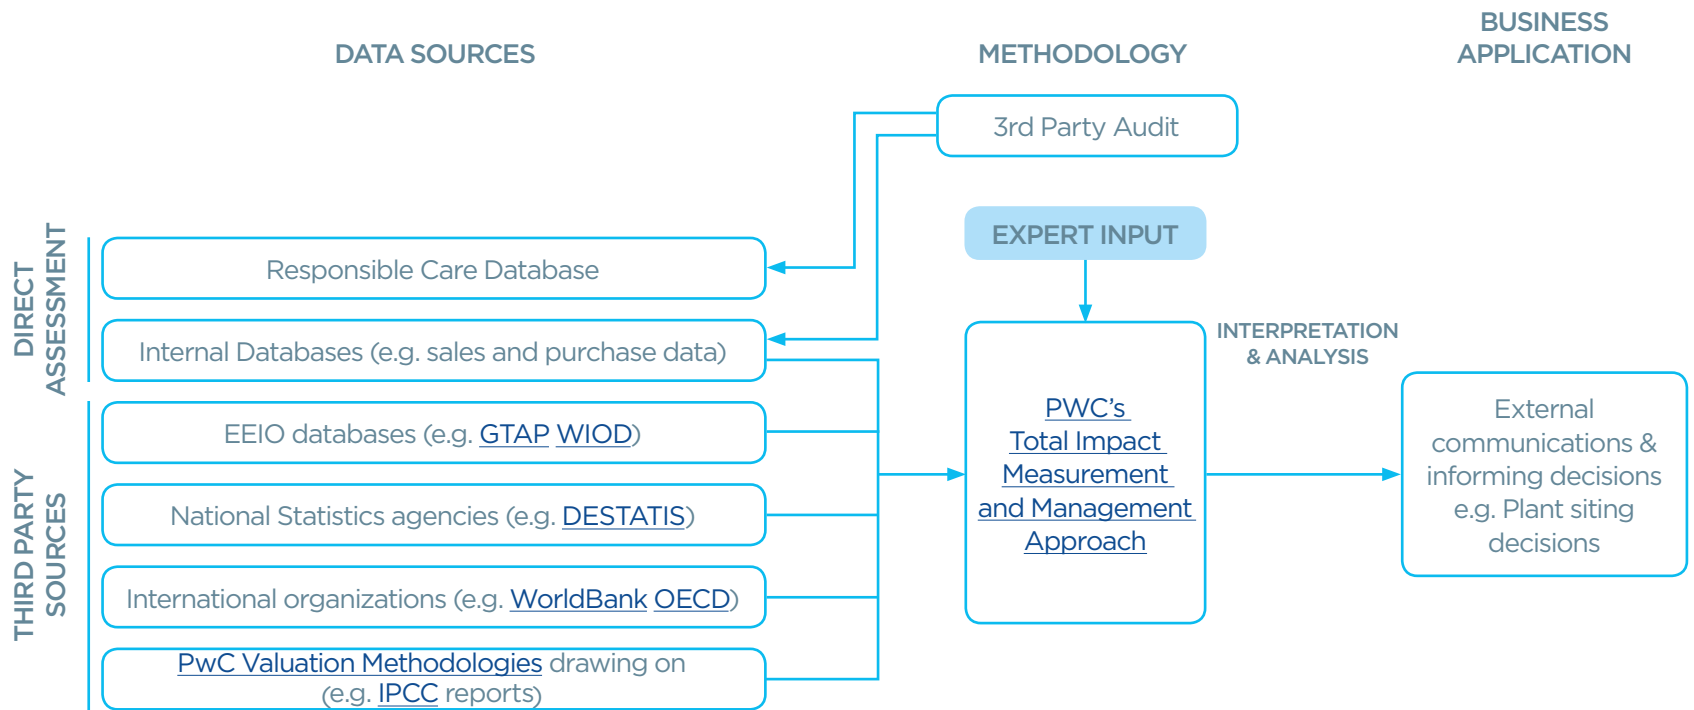 DATA SOURCES
METHODOLOGY
BUSINESS
APPLICATION
3rd Party Audit
EXPERT INPUT
DIRECT
ASSESSMENT
Responsible Care Database
Internal Databases (e.g. sales and purchase data)
THIRD PARTY
SOURCES
EEIO databases (e.g. GTAP WIOD)
National Statistics agencies (e.g. DESTATIS)
International organizations (e.g. WorldBank OECD)
PwC Valuation Methodologies drawing on
(e.g. IPCC reports)
PWC's
Total Impact
Measurement
and Management
Approach
INTERPRETATION
& ANALYSIS
External
communications &
informing decisions
e.g. Plant siting
decisions